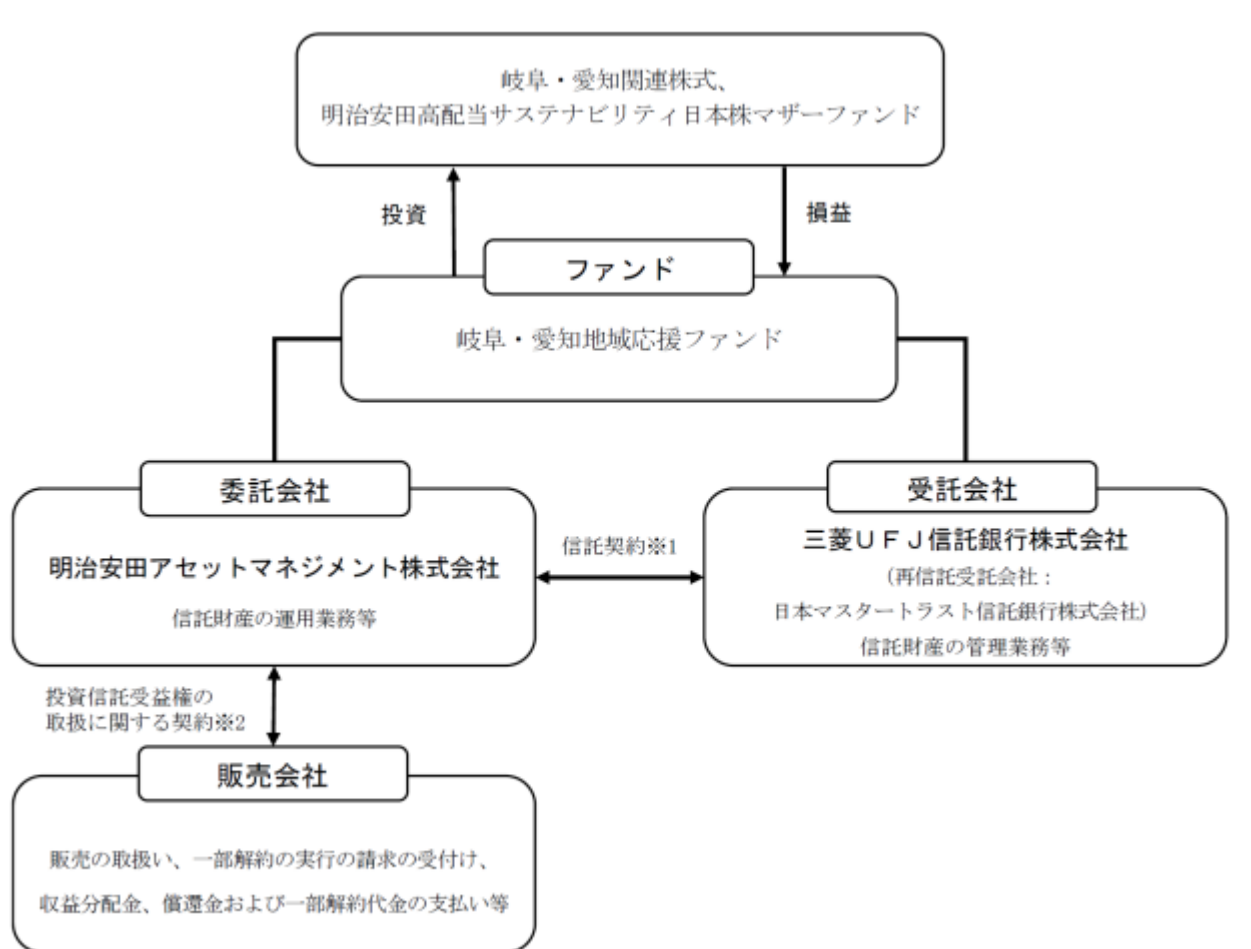 岐阜・愛知関連株式、
明治安田高配当サステナビリティ日本株マザーファンド
投資
損益
ファンド
岐阜・愛知地域応援ファンド
委託会社
明治安田アセットマネジメント株式会社
信託財産の運用業務等
信託契約※1
受託会社
三菱UFJ信託銀行株式会社
（再信託受託会社：
日本マスタートラスト信託銀行株式会社）
信託財産の管理業務等
投資信託受益権の
取扱に関する契約※2
販売会社
販売の取扱い、一部解約の実行の請求の受付け、
収益分配金、償還金および一部解約代金の支払い等